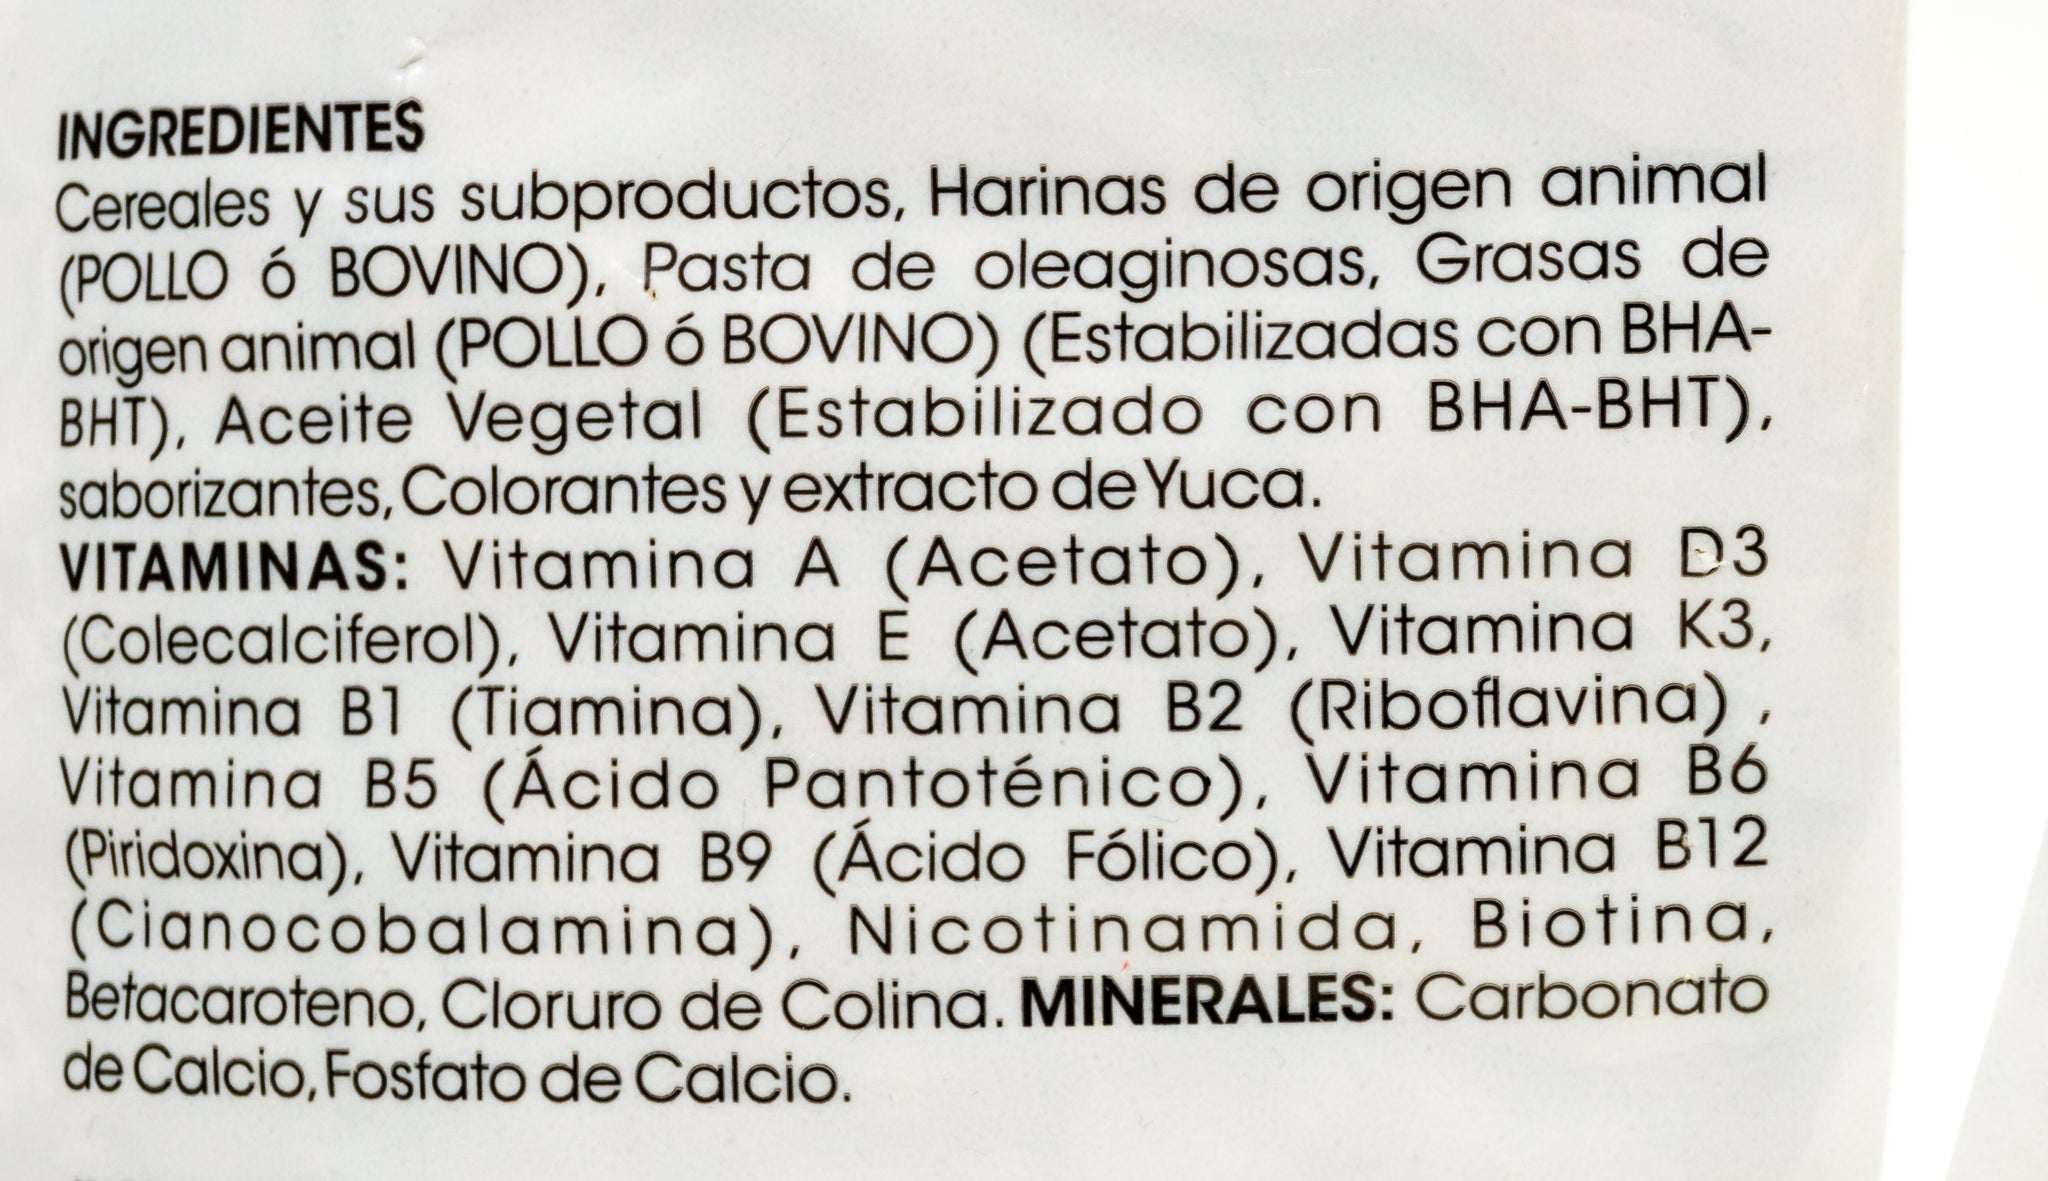 INGREDIENTES
Cereales y sus subproductos, Harinas de origen animal
(POLLO ó BOVINO), Pasta de oleaginosas, Grasas de
origen animal (POLLO ó BOVINO) (Estabilizadas con BHA-
BHT), Aceite Vegetal (Estabilizado con BHA-BHT),
saborizantes, Colorantes y extracto de Yuca.
VITAMINAS: Vitamina A (Acetato), Vitamina D3
(Colecalciferol), Vitamina E (Acetato), Vitamina K3,
Vitamina B1 (Tiamina), Vitamina B2 (Riboflavina) ,
Vitamina B5 (Ácido Pantoténico), Vitamina B6
(Piridoxina), Vitamina B9 (Ácido Fólico), Vitamina B12
(Cianocobalamina), Nicotinamida, Biotina,
Betacaroteno, Cloruro de Colina. MINERALES: Carbonato
de Calcio, Fosfato de Calcio.